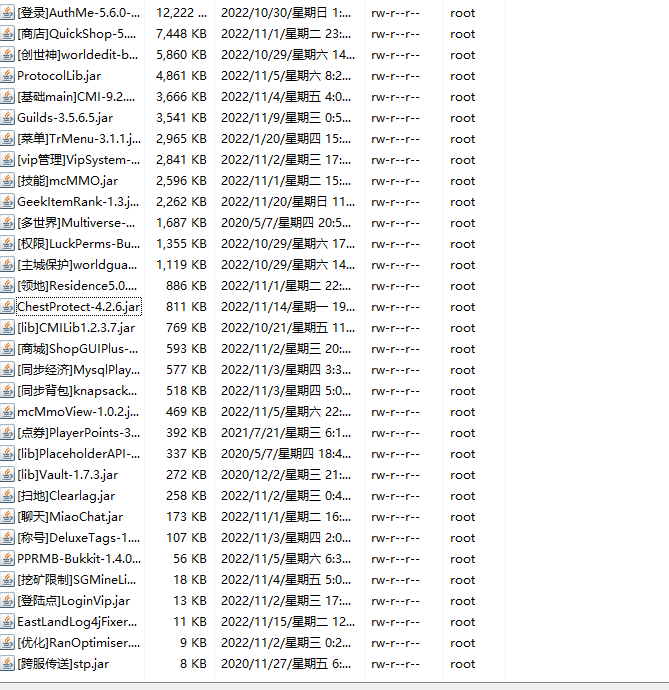 [登录]AuthMe-5.6.0-... 12,222 ... 2022/10/30/星期日 1:... rw-r--r-- root
[商店]QuickShop-5.... 7,448 KB 2022/11/1/星期二 23:... rw-r--r-- root
[创世神]worldedit-b... 5,860 KB 2022/10/29/星期六 14... rw-r--r-- root
ProtocolLib.jar 4,861 KB 2022/11/5/星期六 8:2... rw-r--r-- root
[基础main]CMI-9.2.... 3,666 KB 2022/11/4/星期五 4:0... rw-r--r-- root
Guilds-3.5.6.5.jar 3,541 KB 2022/11/9/星期三 0:5... rw-r--r-- root
[菜单]TrMenu-3.1.1.j... 2,965 KB 2022/1/20/星期四 15:... rw-r--r-- root
[vip管理]VipSystem-... 2,841 KB 2022/11/2/星期三 17:... rw-r--r-- root
[技能]mcMMO.jar 2,596 KB 2022/11/1/星期二 15:... rw-r--r-- root
GeekItemRank-1.3.j... 2,262 KB 2022/11/20/星期日 11... rw-r--r-- root
[多世界]Multiverse-... 1,687 KB 2020/5/7/星期四 20:5... rw-r--r-- root
[权限]LuckPerms-Bu... 1,355 KB 2022/10/29/星期六 17... rw-r--r-- root
[主城保护]worldgua... 1,119 KB 2022/10/29/星期六 14... rw-r--r-- root
[领地]Residence5.0.... 886 KB 2022/11/1/星期二 22:... rw-r--r-- root
ChestProtect-4.2.6.jar 811 KB 2022/11/14/星期一 19... rw-r--r-- root
[lib]CMILib1.2.3.7.jar 769 KB 2022/10/21/星期五 11... rw-r--r-- root
[商城]ShopGUIPlus-... 593 KB 2022/11/2/星期三 20:... rw-r--r-- root
[同步经济]MysqlPlay... 577 KB 2022/11/3/星期四 3:3... rw-r--r-- root
[同步背包]knapsack... 518 KB 2022/11/3/星期四 5:0... rw-r--r-- root
mcMmoView-1.0.2.j... 469 KB 2022/11/5/星期六 22:... rw-r--r-- root
[点券]PlayerPoints-3... 392 KB 2021/7/21/星期三 6:1... rw-r--r-- root
[lib]PlaceholderAPI-... 337 KB 2020/5/7/星期四 18:4... rw-r--r-- root
[lib]Vault-1.7.3.jar 272 KB 2020/12/2/星期三 21:... rw-r--r-- root
[扫地]Clearlag.jar 258 KB 2022/11/2/星期三 0:4... rw-r--r-- root
[聊天]MiaoChat.jar 173 KB 2022/11/1/星期二 16:... rw-r--r-- root
[称号]DeluxeTags-1.... 107 KB 2022/11/3/星期四 2:0... rw-r--r-- root
PPRMB-Bukkit-1.4.0... 56 KB 2022/11/5/星期六 6:3... rw-r--r-- root
[挖矿限制]SGMineLi... 18 KB 2022/11/4/星期五 5:0... rw-r--r-- root
[登陆点]LoginVip.jar 13 KB 2022/11/2/星期三 17:... rw-r--r-- root
EastLandLog4jFixer... 11 KB 2022/11/15/星期二 12... rw-r--r-- root
[优化]RanOptimiser.... 9 KB 2022/11/2/星期三 0:2... rw-r--r-- root
[跨服传送]stp.jar 8 KB 2020/11/27/星期五 6:... rw-r--r-- root